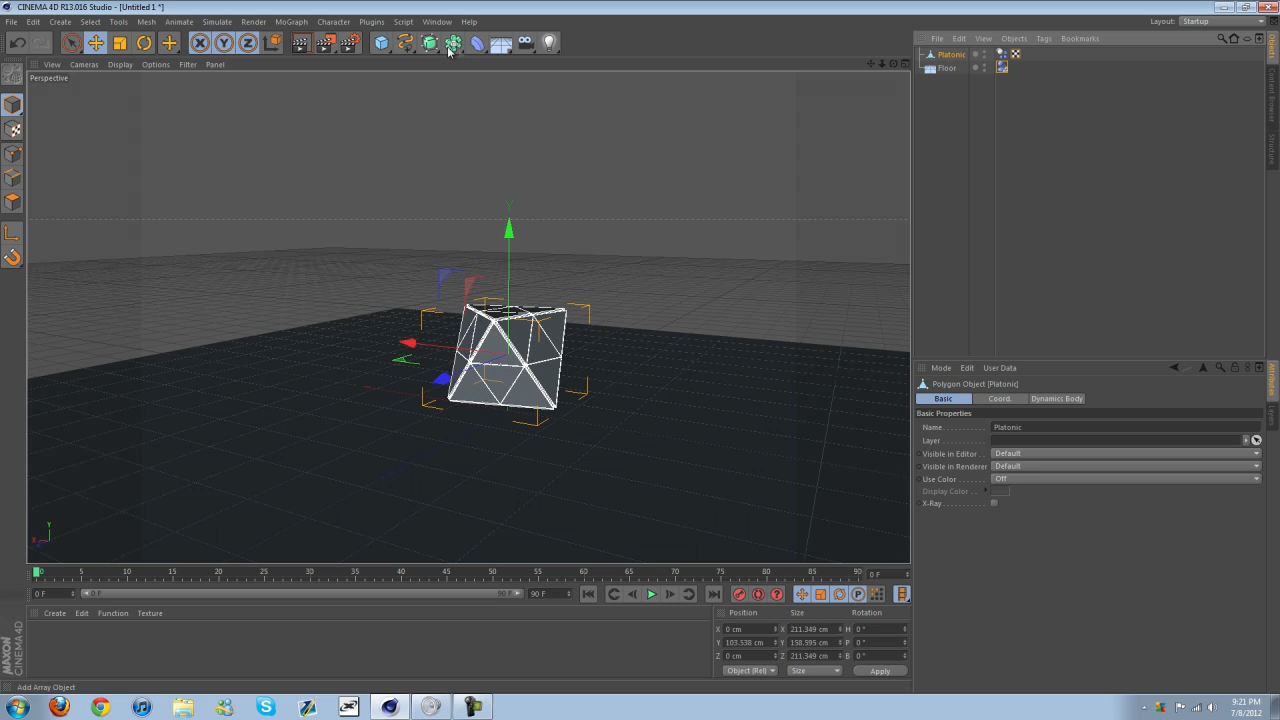 CINEMA 4D R13.016 Studio - [Untitled 1 *]
File Edit Create Select Tools Mesh Animate Simulate Render MoGraph Character Plugins Script Window Help
Layout: Startup
X Y Z
File Edit View Objects Tags Bookmarks
View Cameras Display Options Filter Panel
Perspective
Platonic
Floor
Objects
Content Browser
Structure
Y
Mode Edit User Data
Polygon Object [Platonic]
Basic Coord. Dynamics Body
Basic Properties
Name Platonic
Layer
Visible in Editor Default
Visible in Renderer Default
Use Color Off
Display Color
X-Ray
Attributes
Layers
Y
X
0 5 10 15 20 25 30 35 40 45 50 55 60 65 70 75 80 85 90 0 F
0 F 0 F 90 F 90 F
Create Edit Function Texture
Position Size Rotation
X 0 cm X 211.349 cm H 0 °
Y 103.538 cm Y 158.595 cm P 0 °
Z 0 cm Z 211.349 cm B 0 °
Object (Rel) Size Apply
MAXON CINEMA 4D
Add Array Object
9:21 PM
7/8/2012